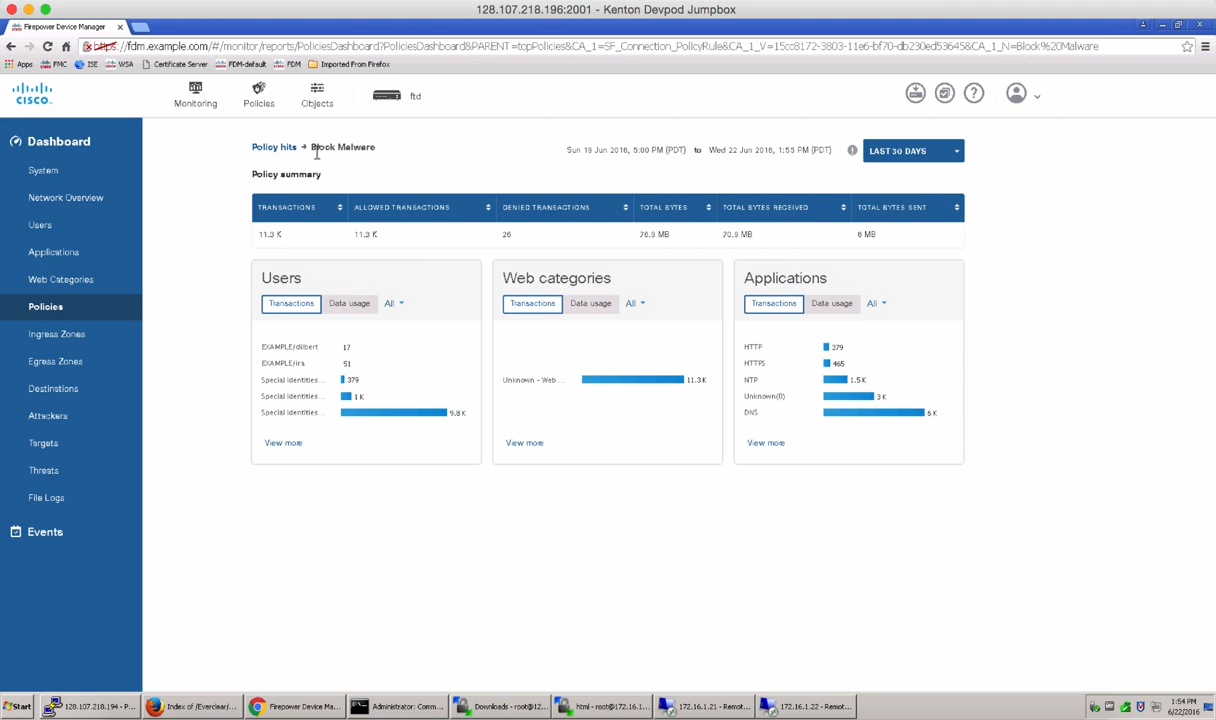 128.107.218.196:2001 - Kenton Devpod Jumpbox
Firepower Device Manager
https://fdm.example.com/#/monitor/reports/PoliciesDashboard?PoliciesDashboard&PARENT=topPolicies&CA_1=SF_Connection_PolicyRule&CA_1_V=15cc8172-3803-11e6-bf70-db230ed53645&CA_1_N=Block%20Malware
Apps FMC ISE WSA Certificate Server FDM-default FDM Imported From Firefox
CISCO
Monitoring Policies Objects ftd
Dashboard
System
Network Overview
Users
Applications
Web Categories
Policies
Ingress Zones
Egress Zones
Destinations
Attackers
Targets
Threats
File Logs
Events
Policy hits → Block Malware
Sun 19 Jun 2016, 5:00 PM (PDT) to Wed 22 Jun 2016, 1:55 PM (PDT)
LAST 30 DAYS
Policy summary
TRANSACTIONS ALLOWED TRANSACTIONS DENIED TRANSACTIONS TOTAL BYTES TOTAL BYTES RECEIVED TOTAL BYTES SENT
11.3 K 11.3 K 26 76.9 MB 70.9 MB 6 MB
Users
Transactions Data usage All
EXAMPLE/dilbert 17
EXAMPLE/ira 51
Special Identities... 379
Special Identities... 1 K
Special Identities... 9.8 K
View more
Web categories
Transactions Data usage All
Unknown - Web ... 11.3 K
View more
Applications
Transactions Data usage All
HTTP 379
HTTPS 465
NTP 1.5 K
Unknown(0) 3 K
DNS 6 K
View more
Start 128.107.218.194 - P... Index of /Everclear/... Firepower Device Ma... Administrator: Comm... Downloads - root@12... html - root@172.16.1... 172.16.1.21 - Remot... 172.16.1.22 - Remot...
1:54 PM
6/22/2016